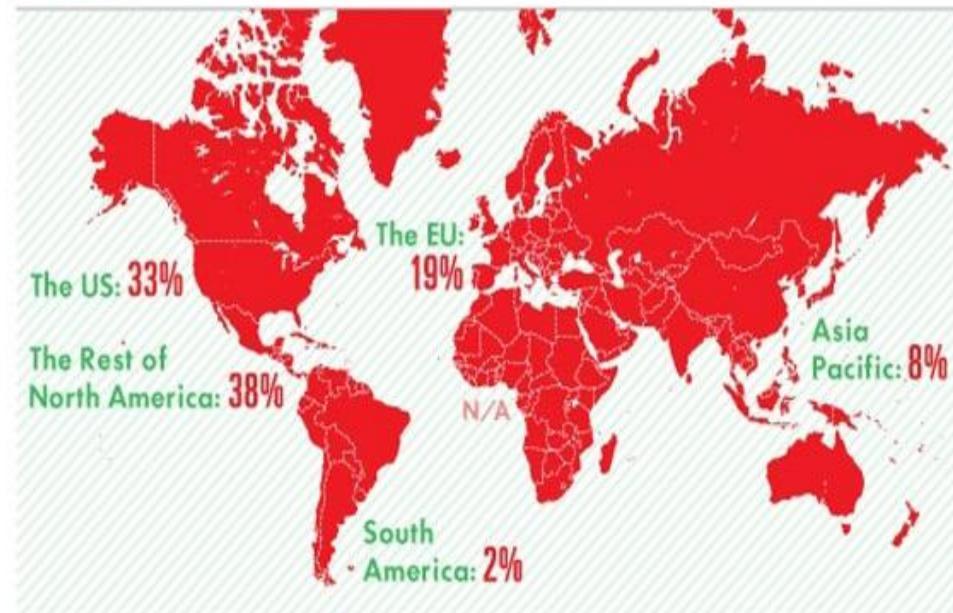 The US: 33%
The Rest of
North America: 38%
The EU:
19%
N/A
Asia
Pacific: 8%
South
America: 2%